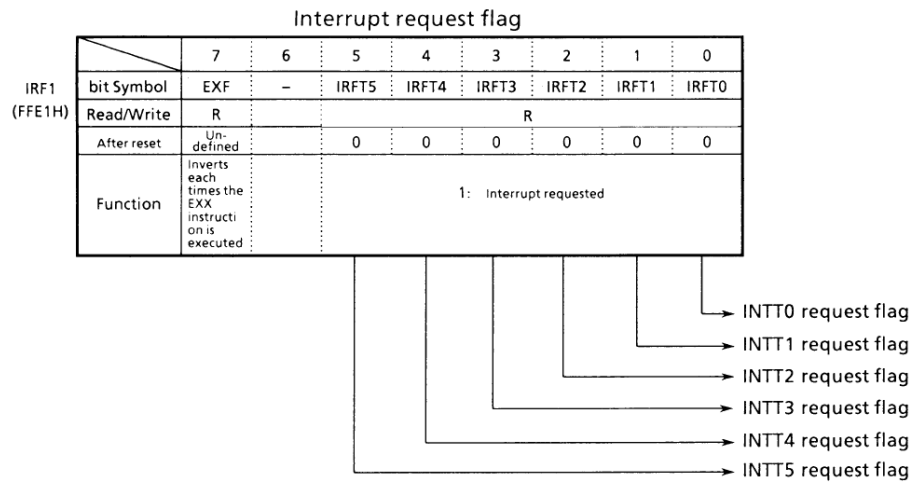 Interrupt request flag
7 6 5 4 3 2 1 0
IRF1
(FFE1H)
bit Symbol EXF – IRFT5 IRFT4 IRFT3 IRFT2 IRFT1 IRFT0
Read/Write R R
After reset Un-
defined 0 0 0 0 0 0
Function
Inverts
each
times the
EXX
instructi
on is
executed
1: Interrupt requested
INTT0 request flag
INTT1 request flag
INTT2 request flag
INTT3 request flag
INTT4 request flag
INTT5 request flag